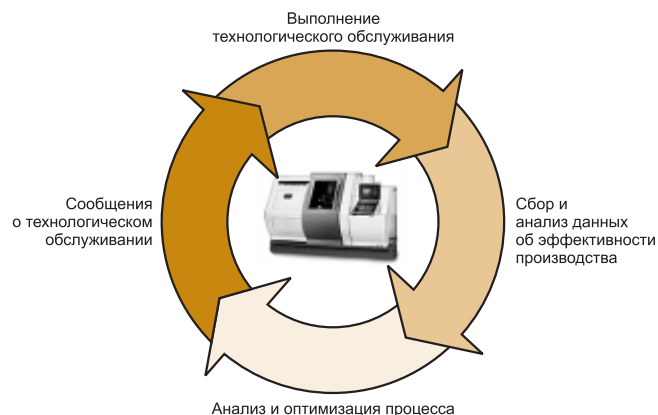 Выполнение
технологического обслуживания
Сообщения
о технологическом
обслуживании
Сбор и
анализ данных
об эффективности
производства
Анализ и оптимизация процесса